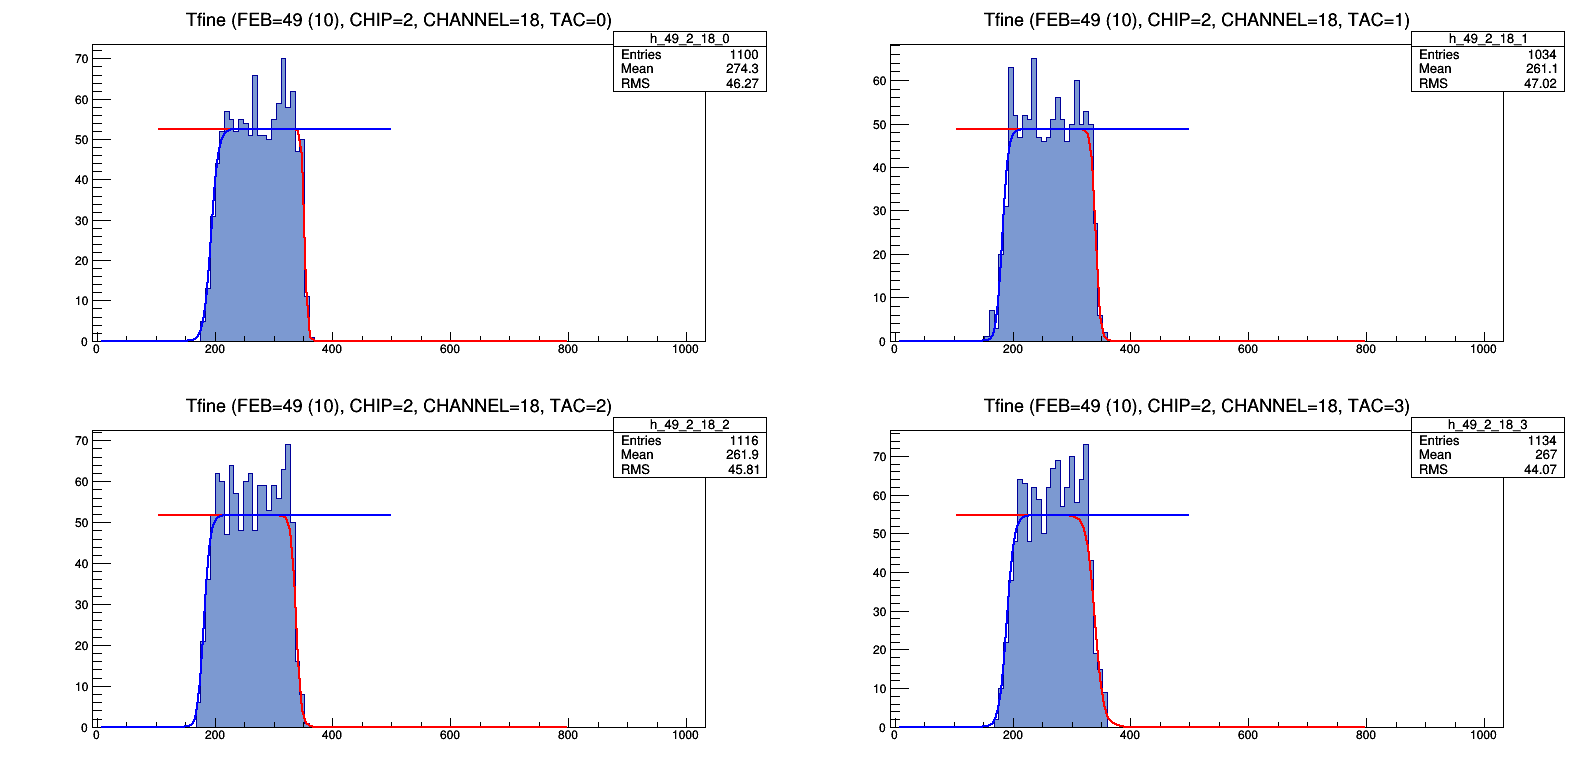 Tfine (FEB=49 (10), CHIP=2, CHANNEL=18, TAC=0)
h_49_2_18_0
Entries 1100
Mean 274.3
RMS 46.27
70
60
50
40
30
20
10
0
0 200 400 600 800 1000
Tfine (FEB=49 (10), CHIP=2, CHANNEL=18, TAC=1)
h_49_2_18_1
Entries 1034
Mean 261.1
RMS 47.02
60
50
40
30
20
10
0
0 200 400 600 800 1000
Tfine (FEB=49 (10), CHIP=2, CHANNEL=18, TAC=2)
h_49_2_18_2
Entries 1116
Mean 261.9
RMS 45.81
70
60
50
40
30
20
10
0
0 200 400 600 800 1000
Tfine (FEB=49 (10), CHIP=2, CHANNEL=18, TAC=3)
h_49_2_18_3
Entries 1134
Mean 267
RMS 44.07
70
60
50
40
30
20
10
0
0 200 400 600 800 1000